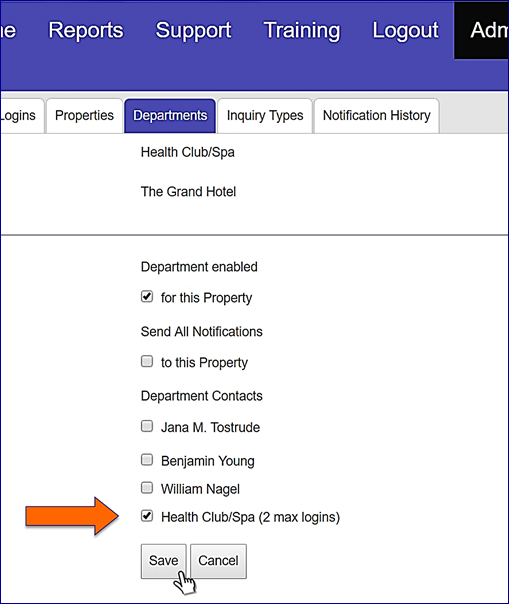 ne Reports Support Training Logout Adm
Logins Properties Departments Inquiry Types Notification History
Health Club/Spa
The Grand Hotel
Department enabled
for this Property
Send All Notifications
to this Property
Department Contacts
Jana M. Tostrude
Benjamin Young
William Nagel
Health Club/Spa (2 max logins)
Save Cancel